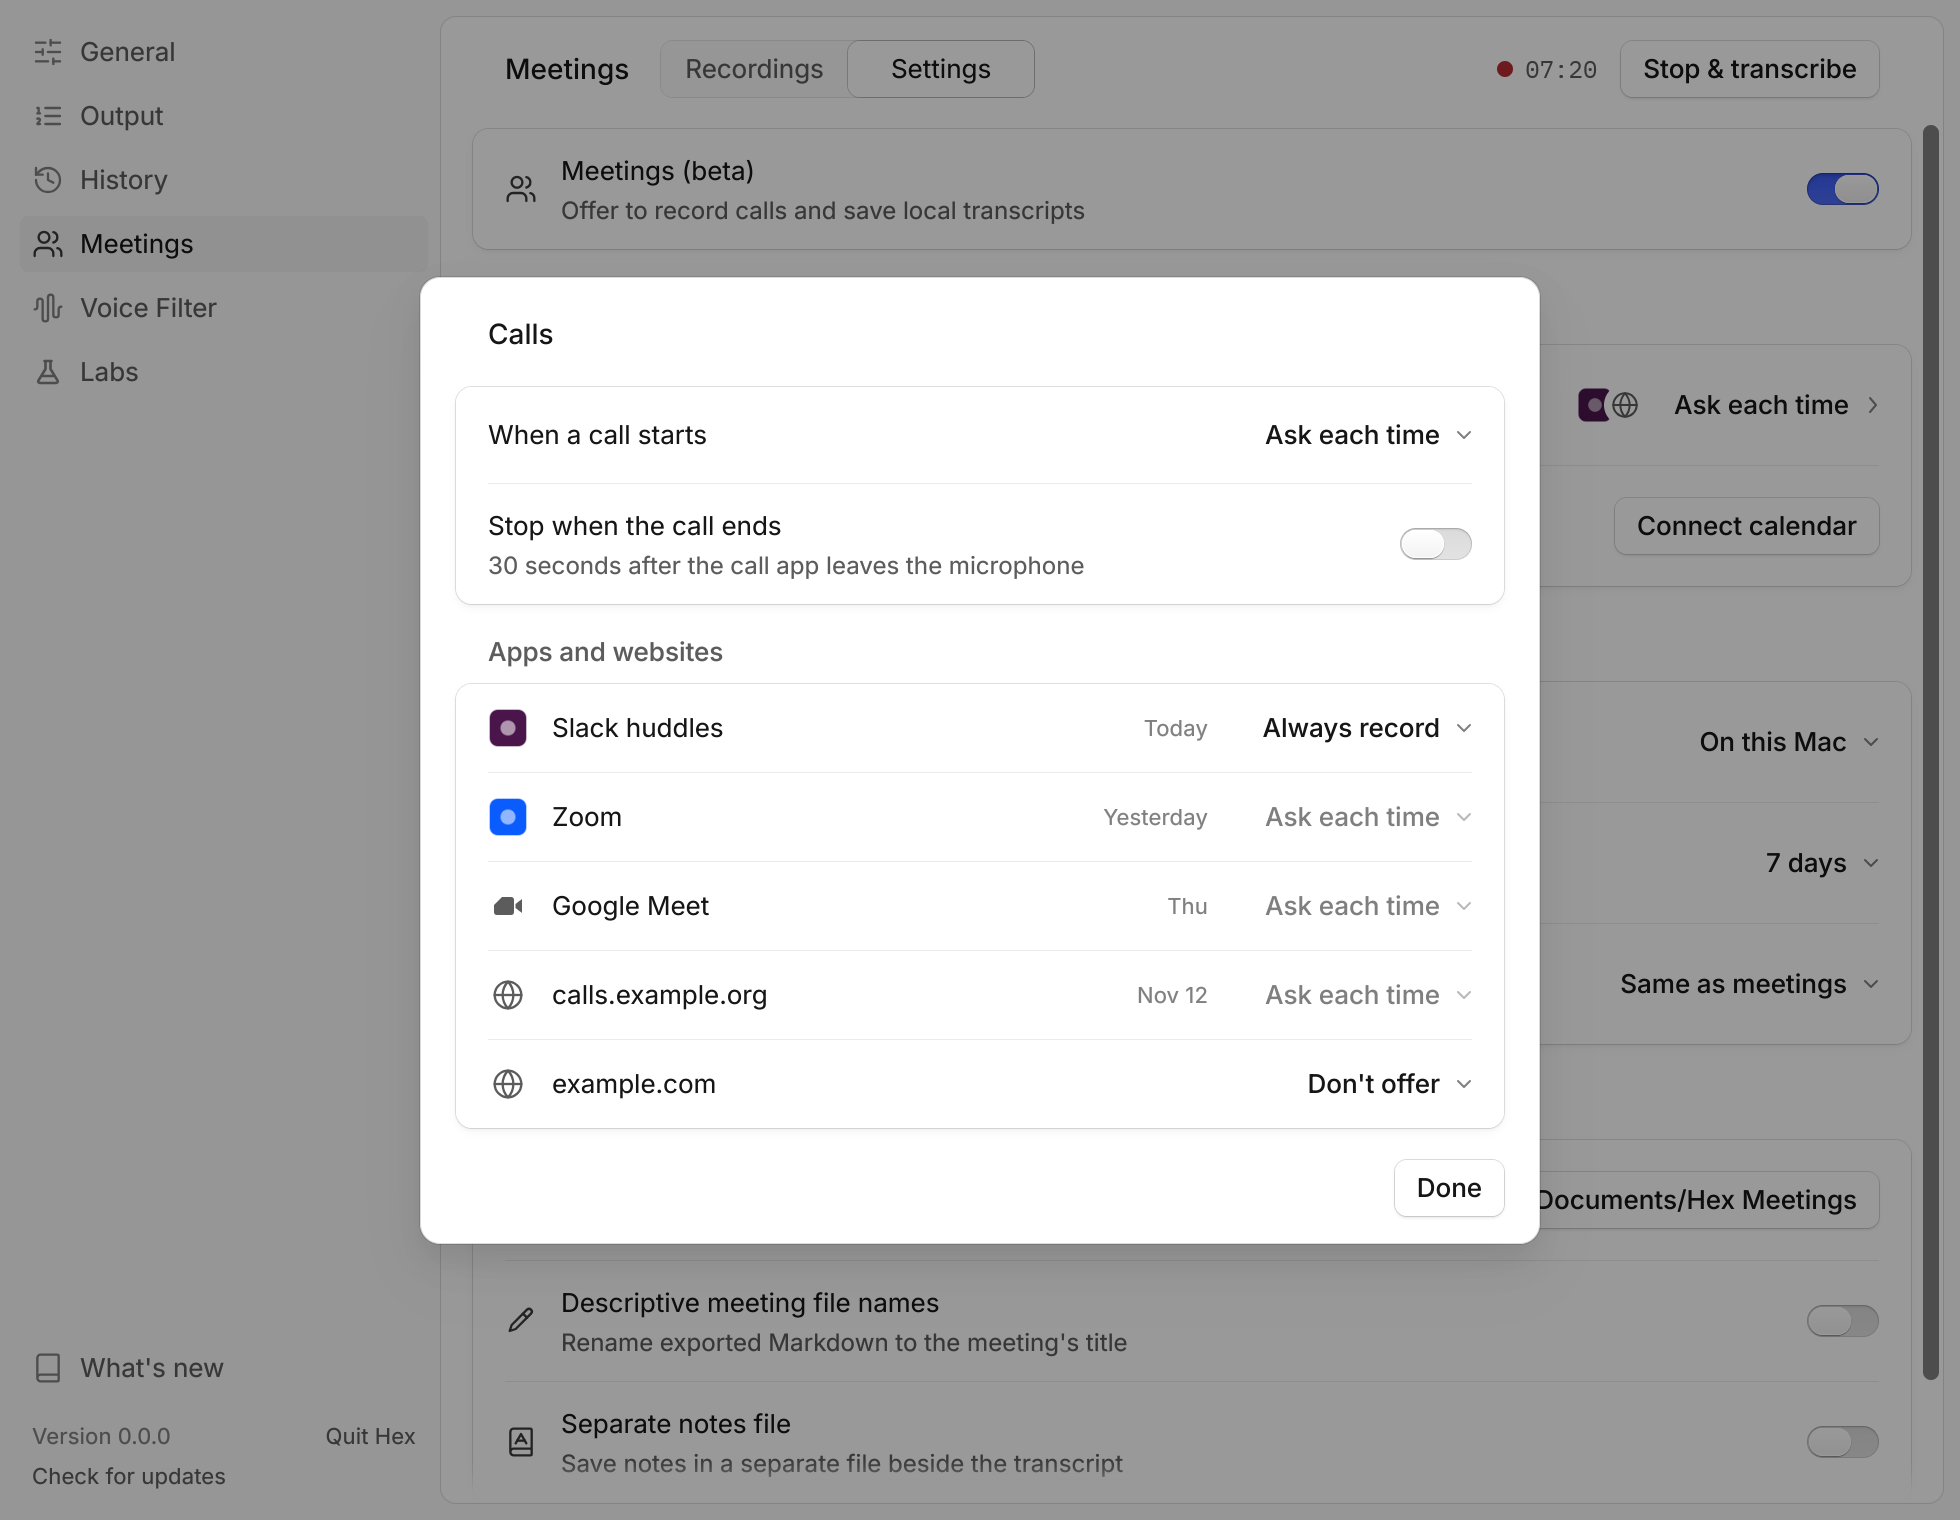 General
Output
History
Meetings
Voice Filter
Labs
What's new
Version 0.0.0
Quit Hex
Check for updates
Meetings
Recordings
Settings
07:20
Stop & transcribe
Meetings (beta)
Offer to record calls and save local transcripts
Ask each time
Connect calendar
On this Mac
7 days
Same as meetings
Documents/Hex Meetings
Descriptive meeting file names
Rename exported Markdown to the meeting's title
Separate notes file
Save notes in a separate file beside the transcript
Calls
When a call starts
Ask each time
Stop when the call ends
30 seconds after the call app leaves the microphone
Apps and websites
Slack huddles
Today
Always record
Zoom
Yesterday
Ask each time
Google Meet
Thu
Ask each time
calls.example.org
Nov 12
Ask each time
example.com
Don't offer
Done